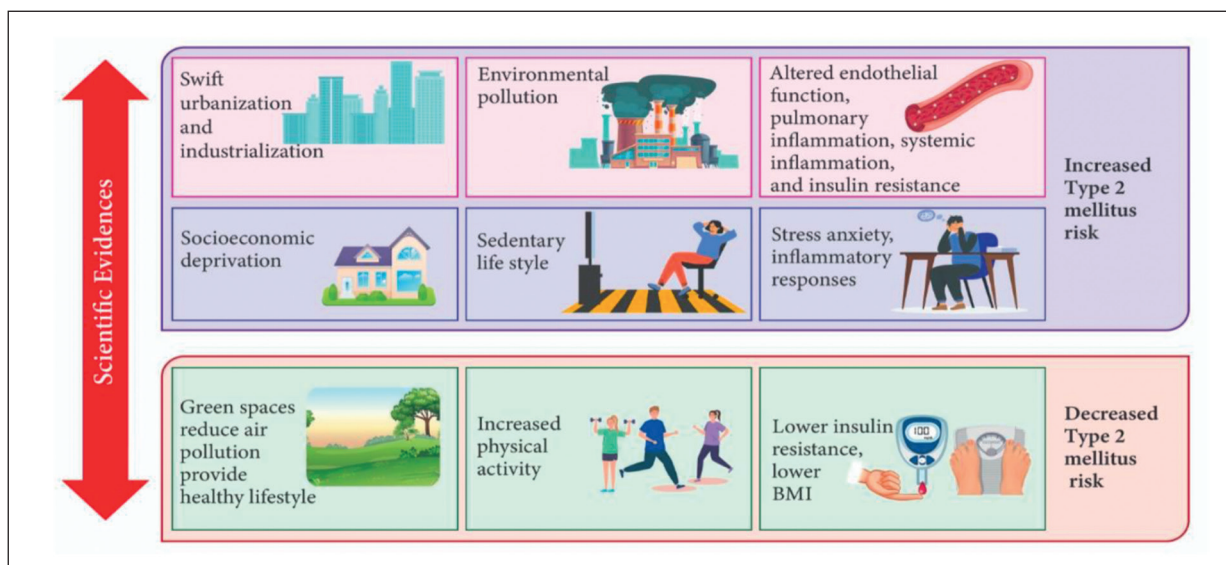 Scientific Evidences
Swift
urbanization
and
industrialization
Environmental
pollution
Altered endothelial
function,
pulmonary
inflammation, systemic
inflammation,
and insulin resistance
Increased
Type 2
mellitus
risk
Socioeconomic
deprivation
Sedentary
life style
Stress anxiety,
inflammatory
responses
Green spaces
reduce air
pollution
provide
healthy lifestyle
Increased
physical
activity
Lower insulin
resistance,
lower
BMI
100
Decreased
Type 2
mellitus
risk